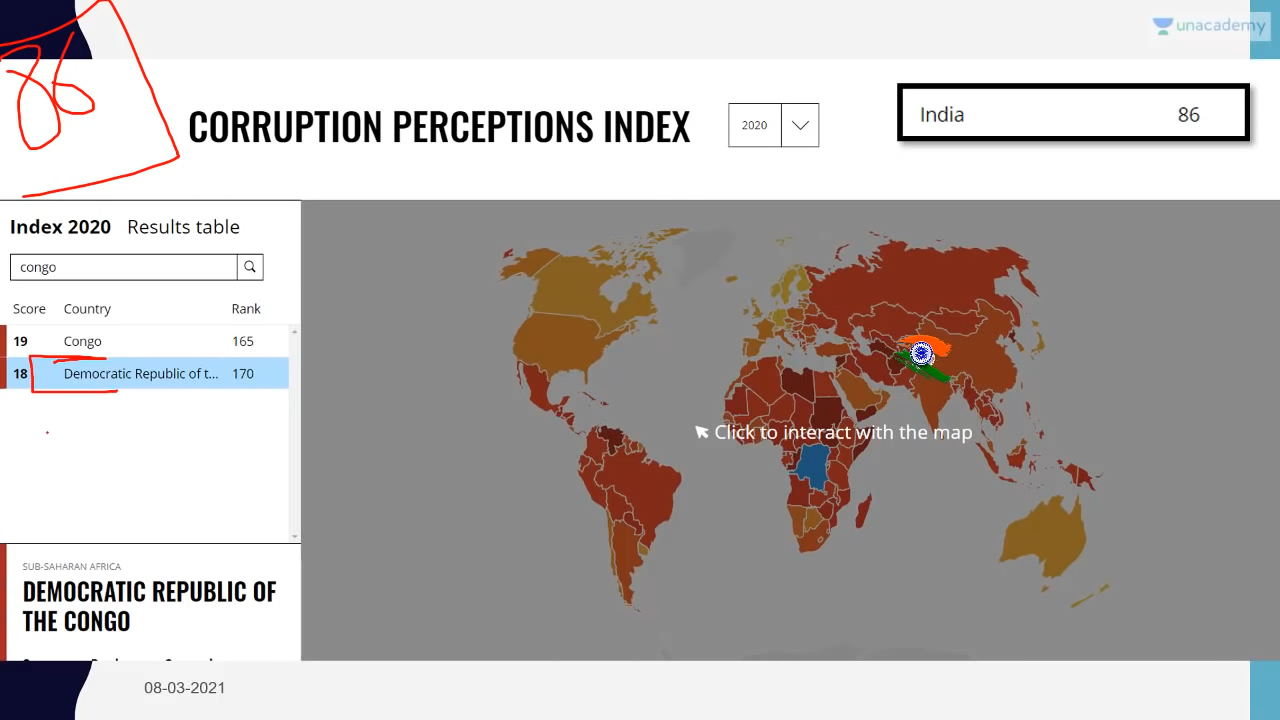 unacademy
86
CORRUPTION PERCEPTIONS INDEX
2020
India 86
Index 2020 Results table
congo
Score Country Rank
19 Congo 165
18 Democratic Republic of t... 170
Click to interact with the map
SUB-SAHARAN AFRICA
DEMOCRATIC REPUBLIC OF
THE CONGO
08-03-2021